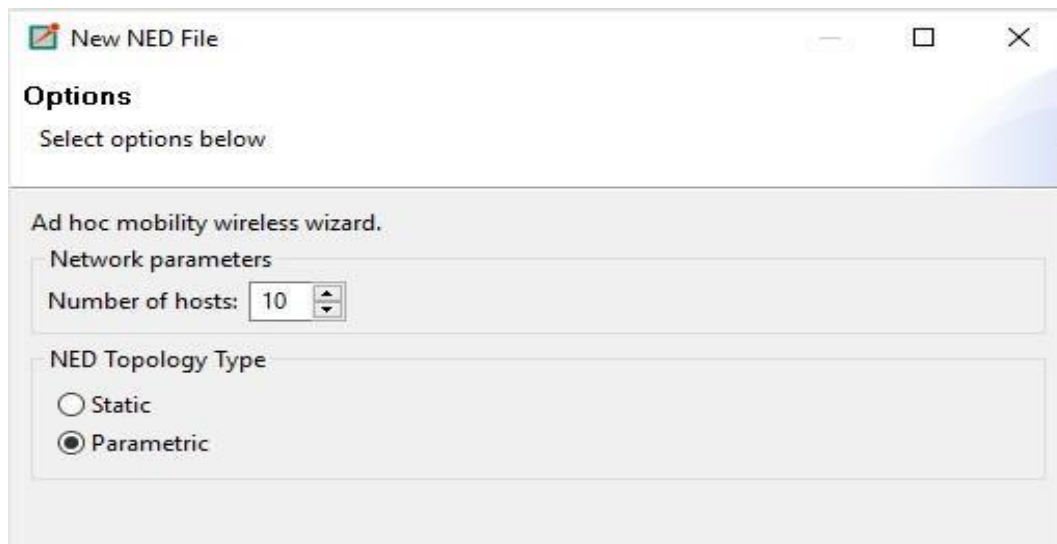 New NED File
Options
Select options below
Ad hoc mobility wireless wizard.
Network parameters
Number of hosts: 10
NED Topology Type
Static
Parametric